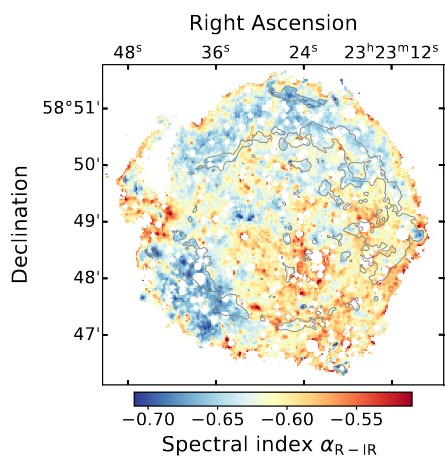 Right Ascension
48ˢ 36ˢ 24ˢ 23ʰ23ᵐ12ˢ
Declination
58°51'
50'
49'
48'
47'
−0.70 −0.65 −0.60 −0.55
Spectral index α_R−IR